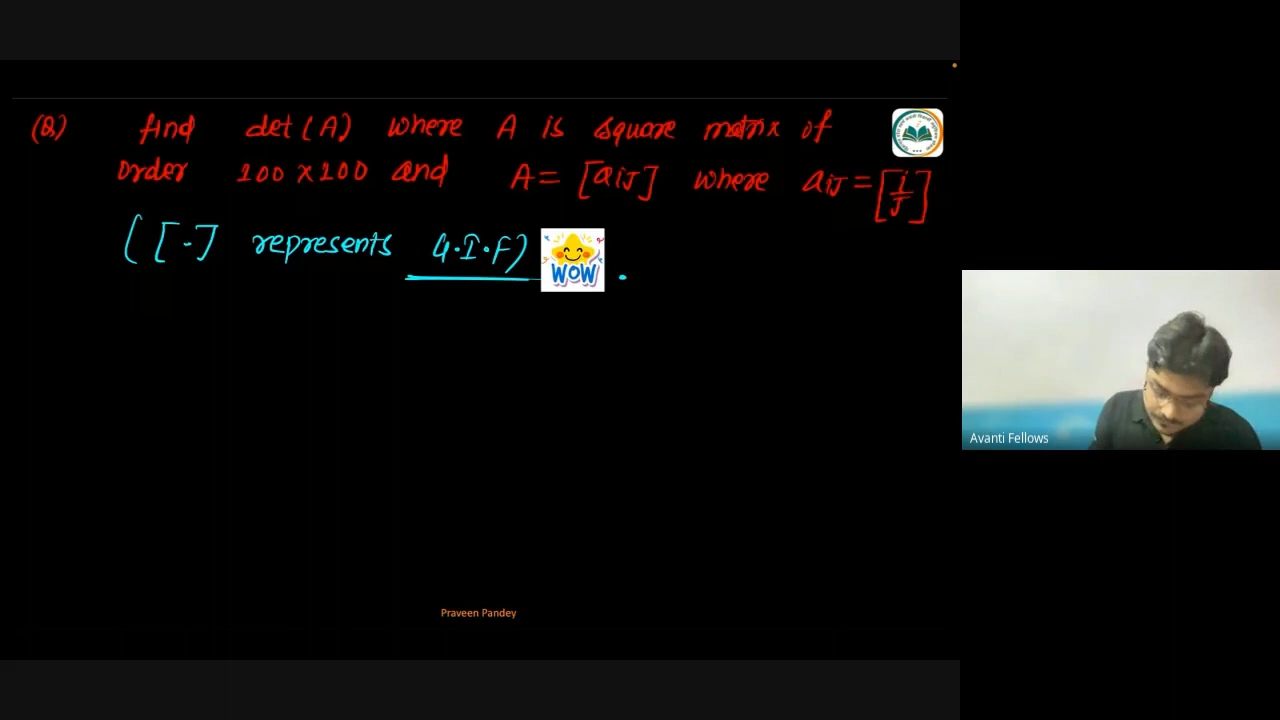 (Q) find det(A) where A is square matrix of
order 100 x 100 and A = [aij] where aij = [i/j]
([.] represents G.I.F) WOW .
Avanti Fellows
Praveen Pandey